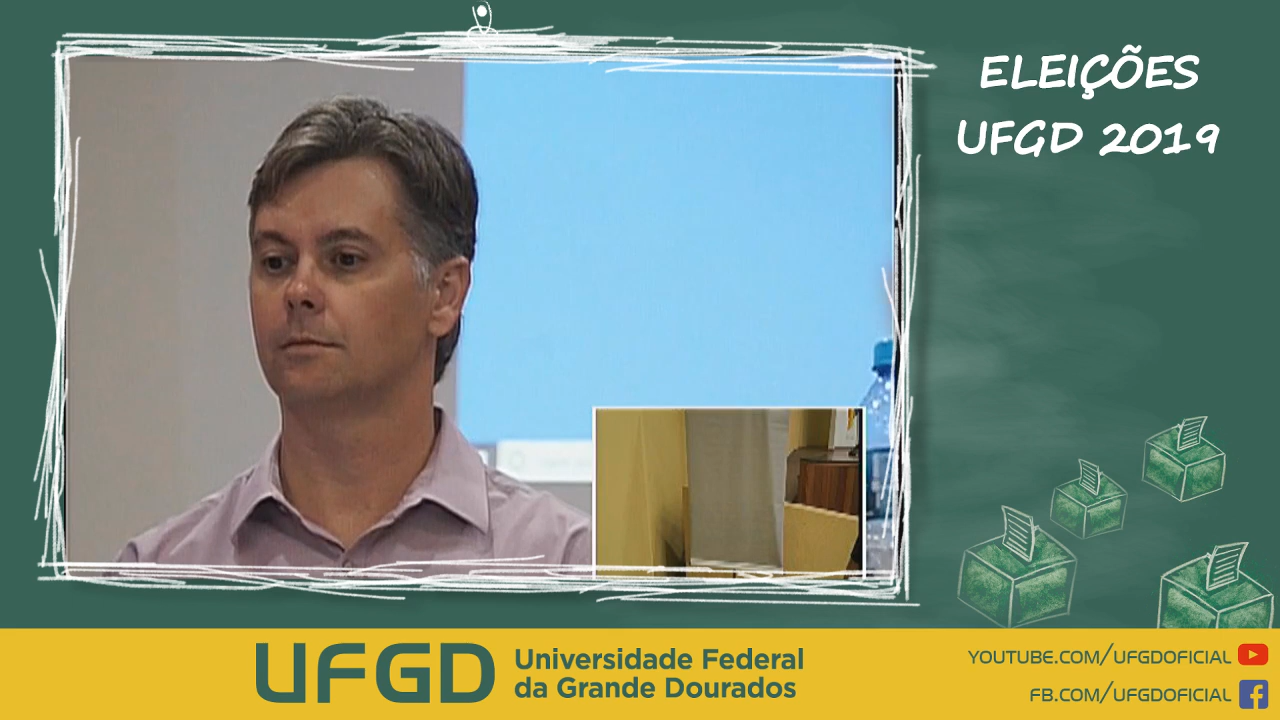 ELEIÇÕES
UFGD 2019
UFGD
Universidade Federal
da Grande Dourados
YOUTUBE.COM/UFGDOFICIAL
FB.COM/UFGDOFICIAL